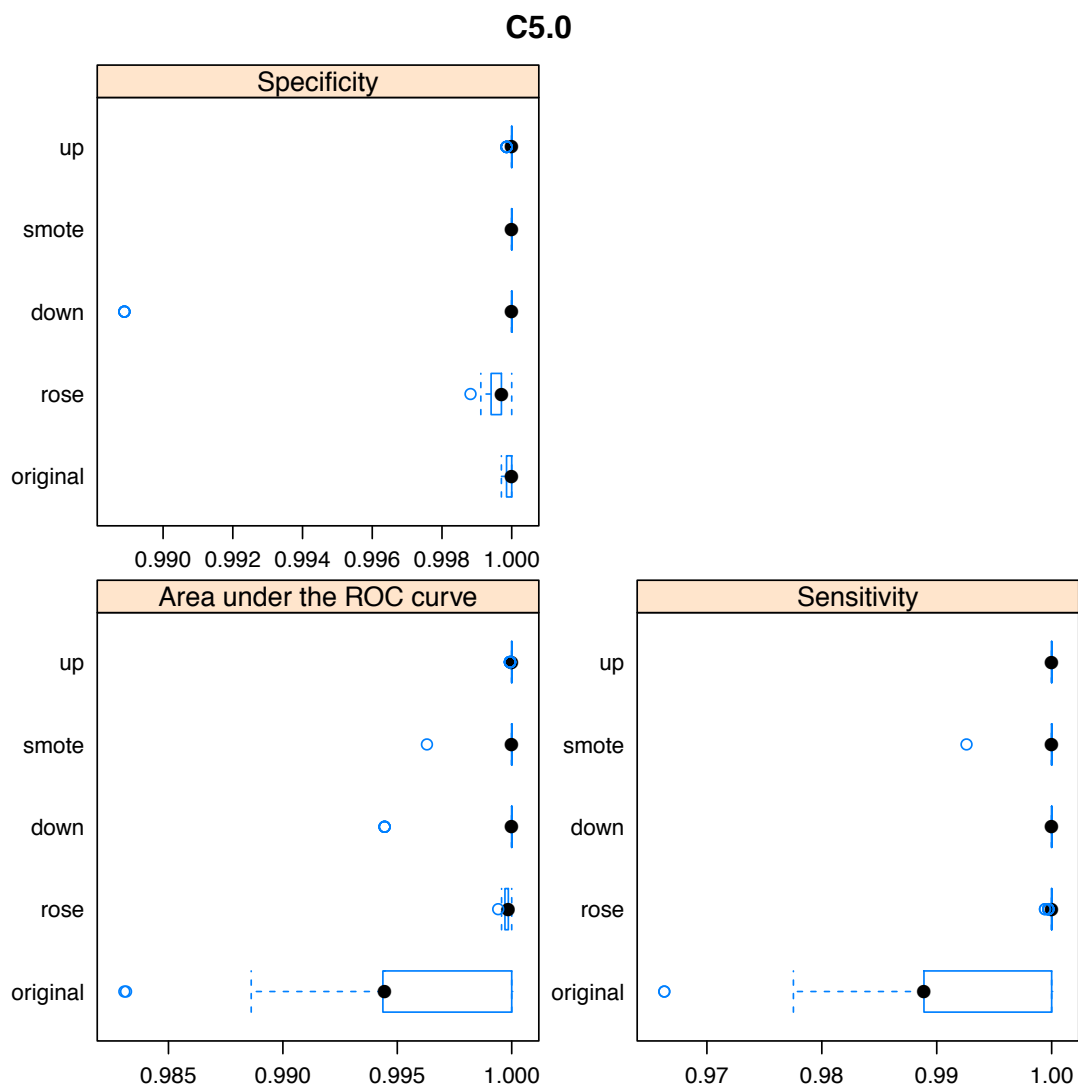 C5.0
Specificity
up
smote
down
rose
original
0.990 0.992 0.994 0.996 0.998 1.000
Area under the ROC curve
up
smote
down
rose
original
0.985 0.990 0.995 1.000
Sensitivity
up
smote
down
rose
original
0.97 0.98 0.99 1.00